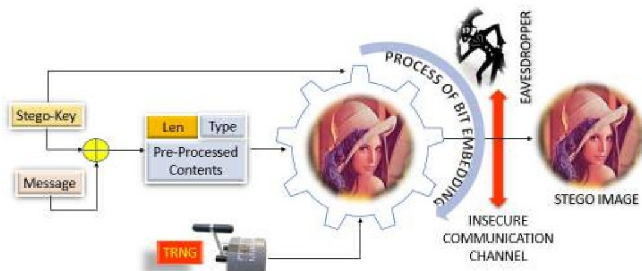 Stego-Key
Message
Len
Type
Pre-Processed
Contents
TRNG
PROCESS OF BIT EMBEDDING
EAVESDROPPER
INSECURE
COMMUNICATION
CHANNEL
STEGO IMAGE